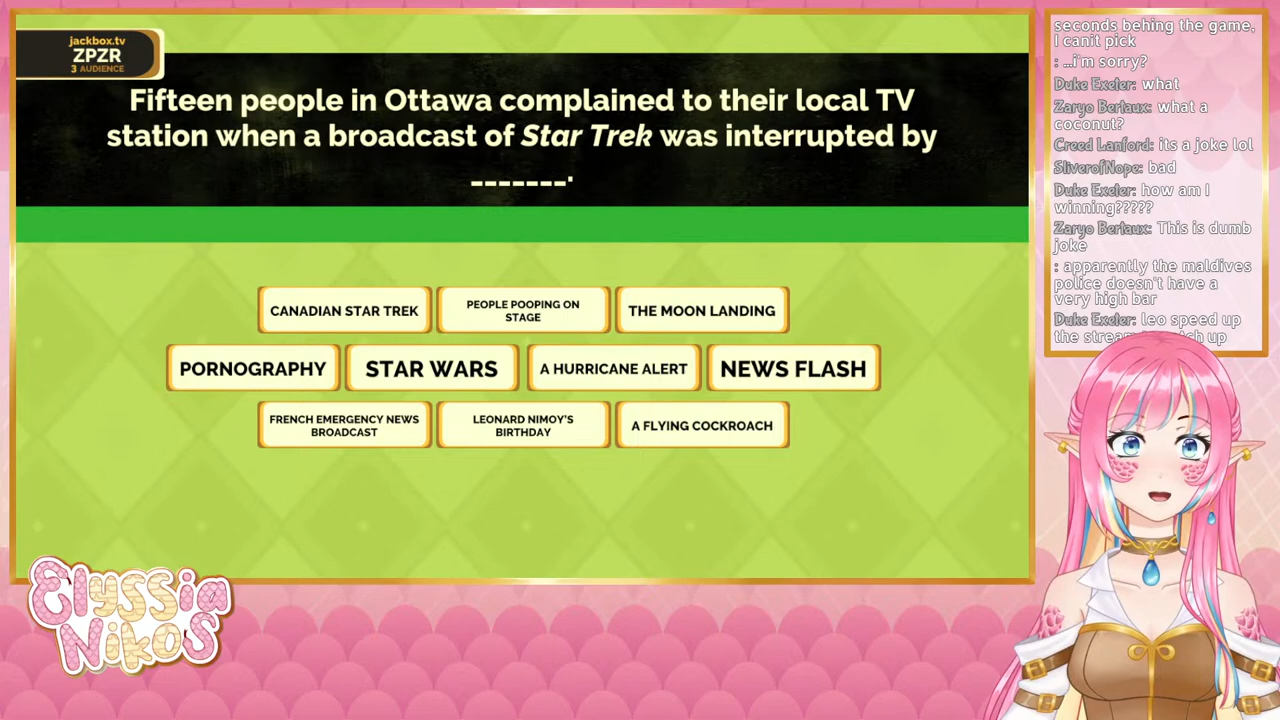 jackbox.tv
ZPZR
3 AUDIENCE
Fifteen people in Ottawa complained to their local TV
station when a broadcast of Star Trek was interrupted by
_______.
CANADIAN STAR TREK
PEOPLE POOPING ON
STAGE
THE MOON LANDING
PORNOGRAPHY
STAR WARS
A HURRICANE ALERT
NEWS FLASH
FRENCH EMERGENCY NEWS
BROADCAST
LEONARD NIMOY'S
BIRTHDAY
A FLYING COCKROACH
Elyssia
Nikos
seconds behing the game,
I can't pick
: ...i'm sorry?
Duke Exeler: what
Zaryo Berlaux: what a
coconut?
Creed Lanford: its a joke lol
SliverofNope: bad
Duke Exeler: how am I
winning?????
Zaryo Berlaux: This is dumb
joke
: apparently the maldives
police doesn't have a
very high bar
Duke Exeler: leo speed up
the up